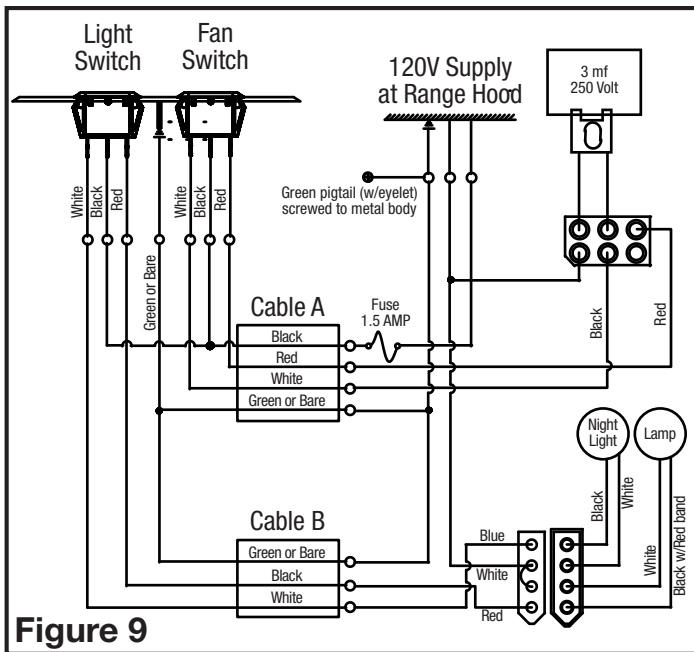 Light
Switch
Fan
Switch
120V Supply
at Range Hood
3 mf
250 Volt
White
Black
Red
Green or Bare
White
Black
Red
Green pigtail (w/eyelet)
screwed to metal body
Black
Red
Cable A
Fuse
1.5 AMP
Black
Red
White
Green or Bare
Night
Light
Lamp
Black
White
White
Black w/Red band
Cable B
Green or Bare
Black
White
Blue
White
Red
Figure 9